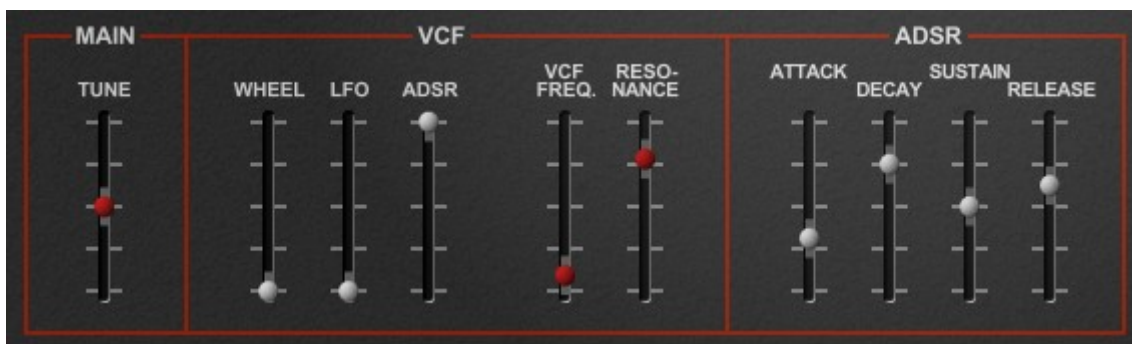 MAIN
TUNE
VCF
WHEEL
LFO
ADSR
VCF
FREQ.
RESO-
NANCE
ADSR
ATTACK
DECAY
SUSTAIN
RELEASE